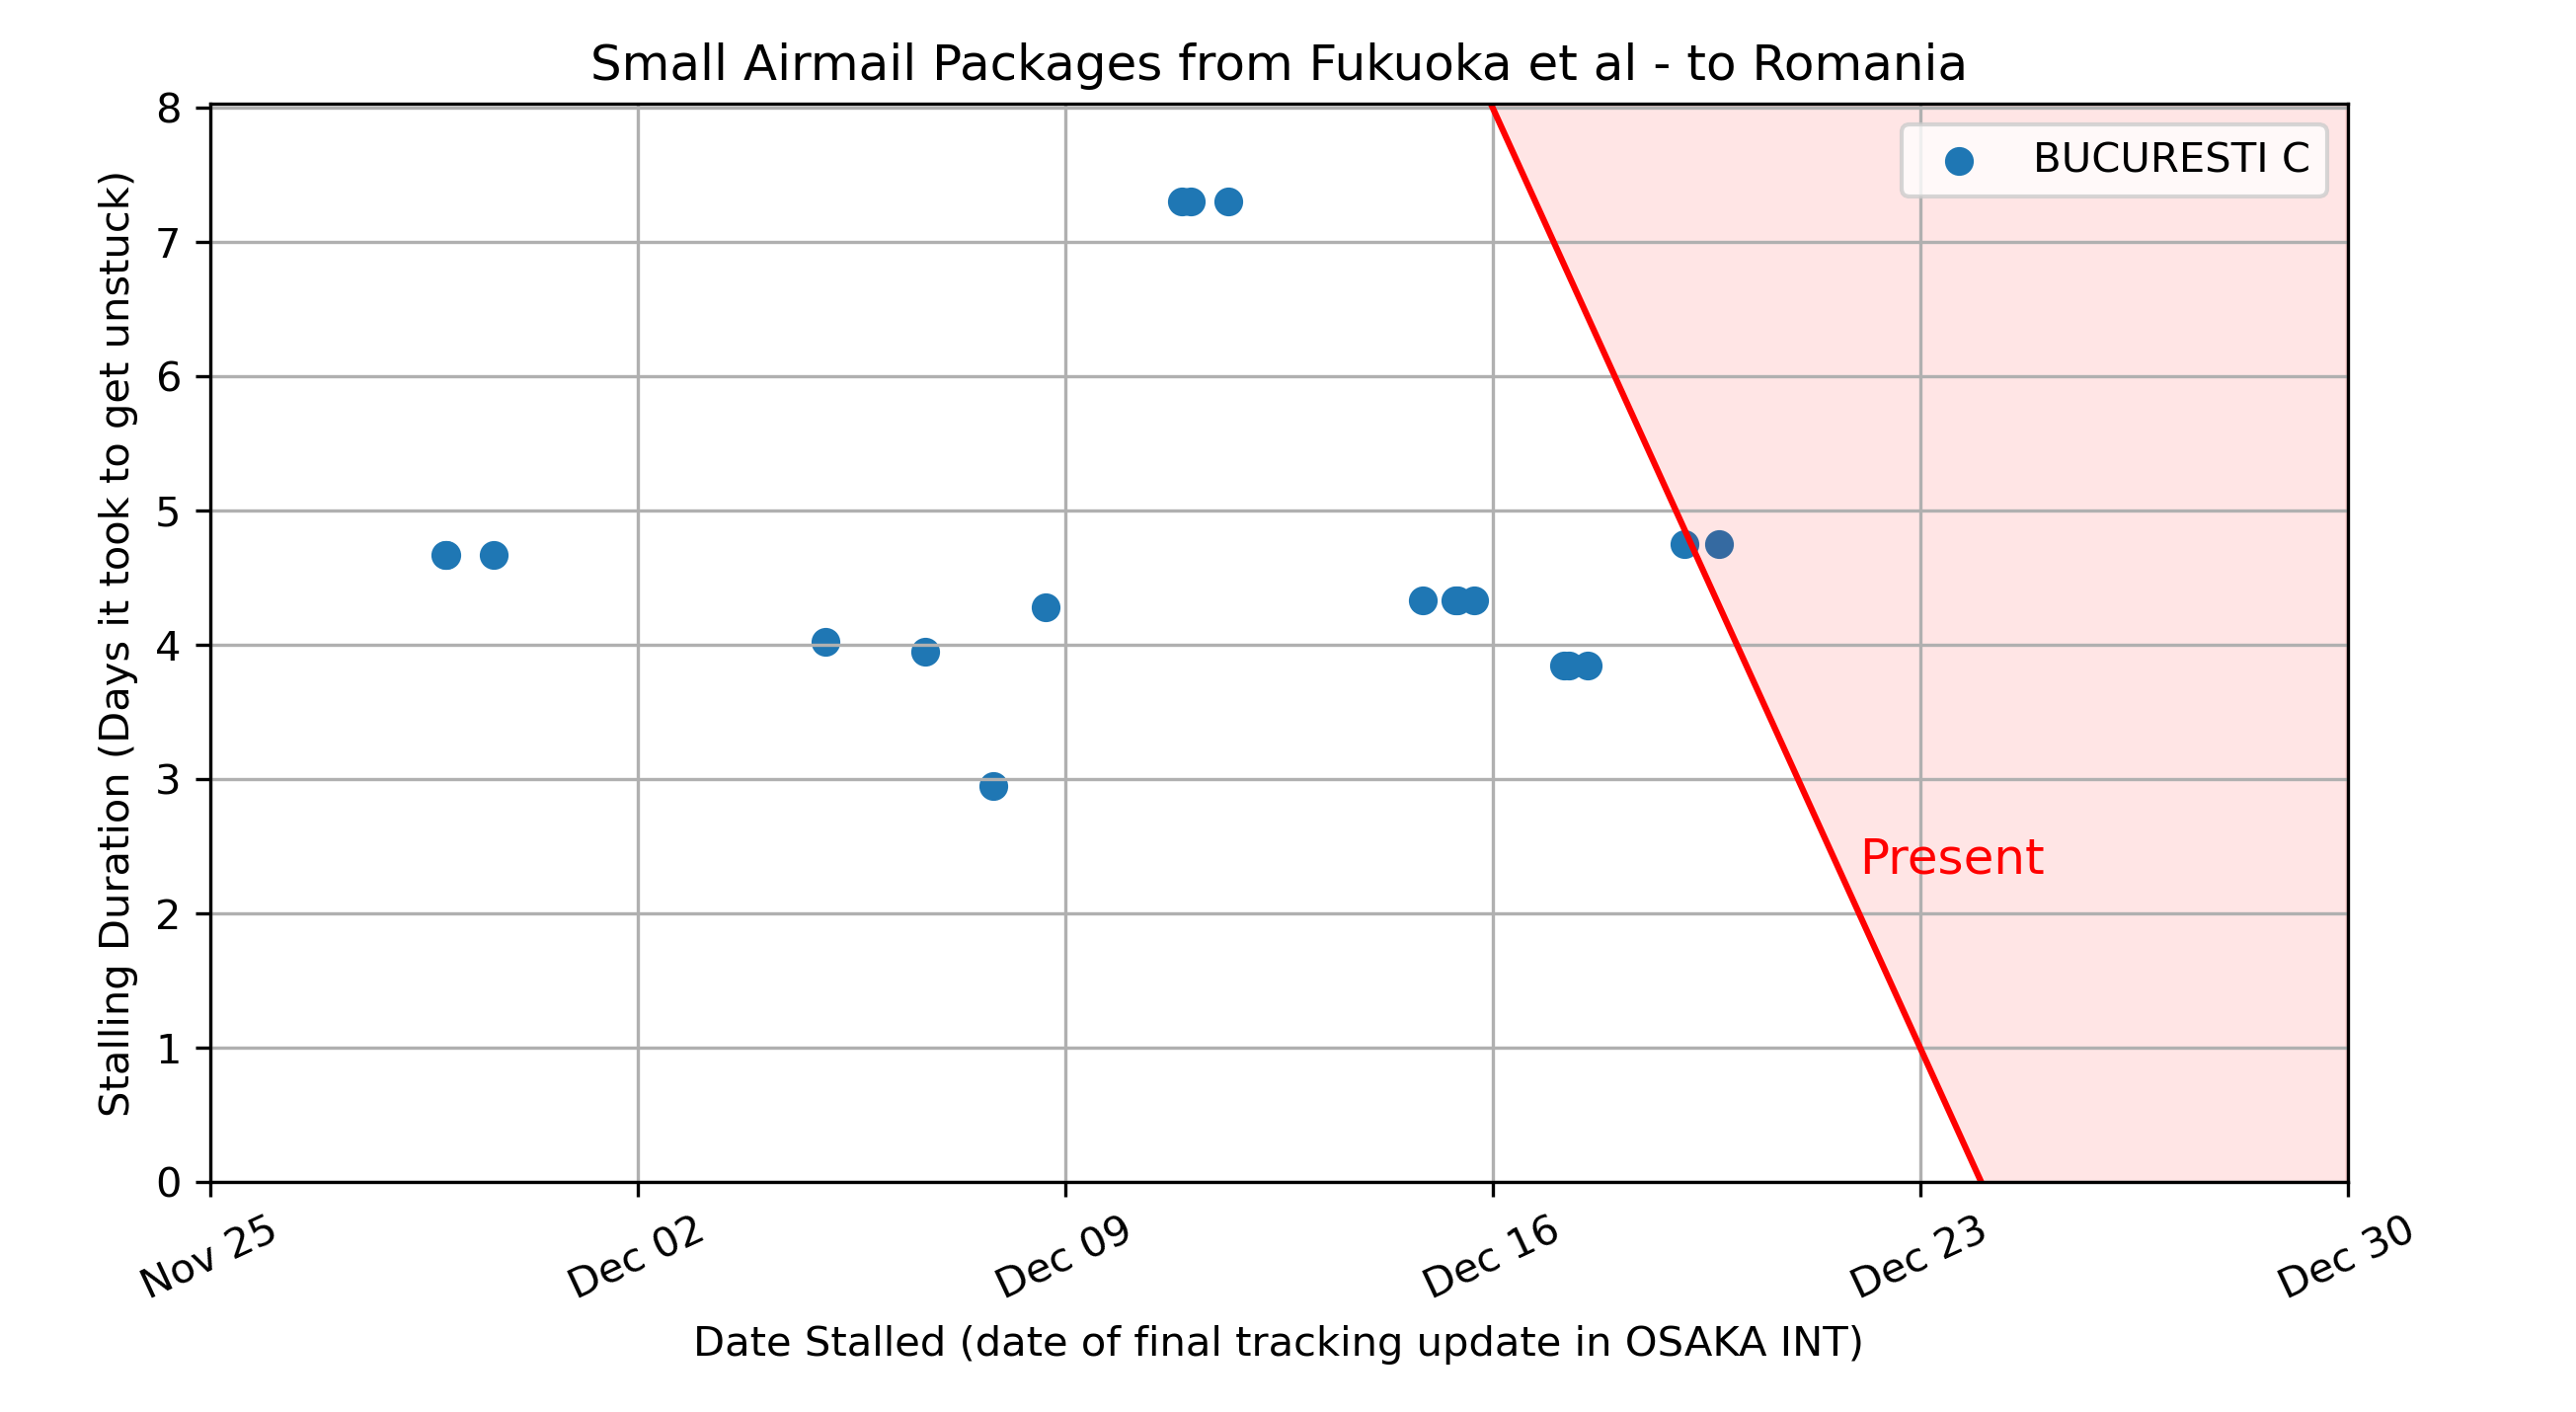 Small Airmail Packages from Fukuoka et al - to Romania
Stalling Duration (Days it took to get unstuck)
8
7
6
5
4
3
2
1
0
BUCURESTI C
Present
Nov 25
Dec 02
Dec 09
Dec 16
Dec 23
Dec 30
Date Stalled (date of final tracking update in OSAKA INT)